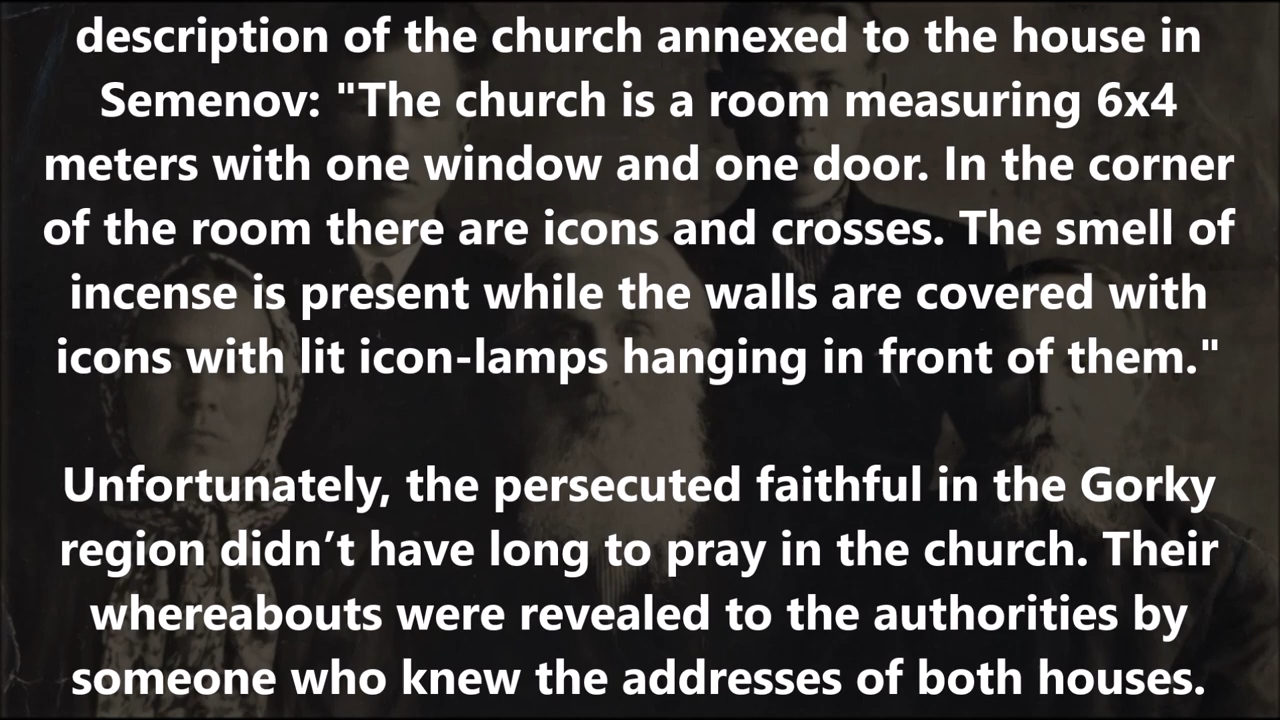 description of the church annexed to the house in
Semenov: "The church is a room measuring 6x4
meters with one window and one door. In the corner
of the room there are icons and crosses. The smell of
incense is present while the walls are covered with
icons with lit icon-lamps hanging in front of them."
Unfortunately, the persecuted faithful in the Gorky
region didn’t have long to pray in the church. Their
whereabouts were revealed to the authorities by
someone who knew the addresses of both houses.